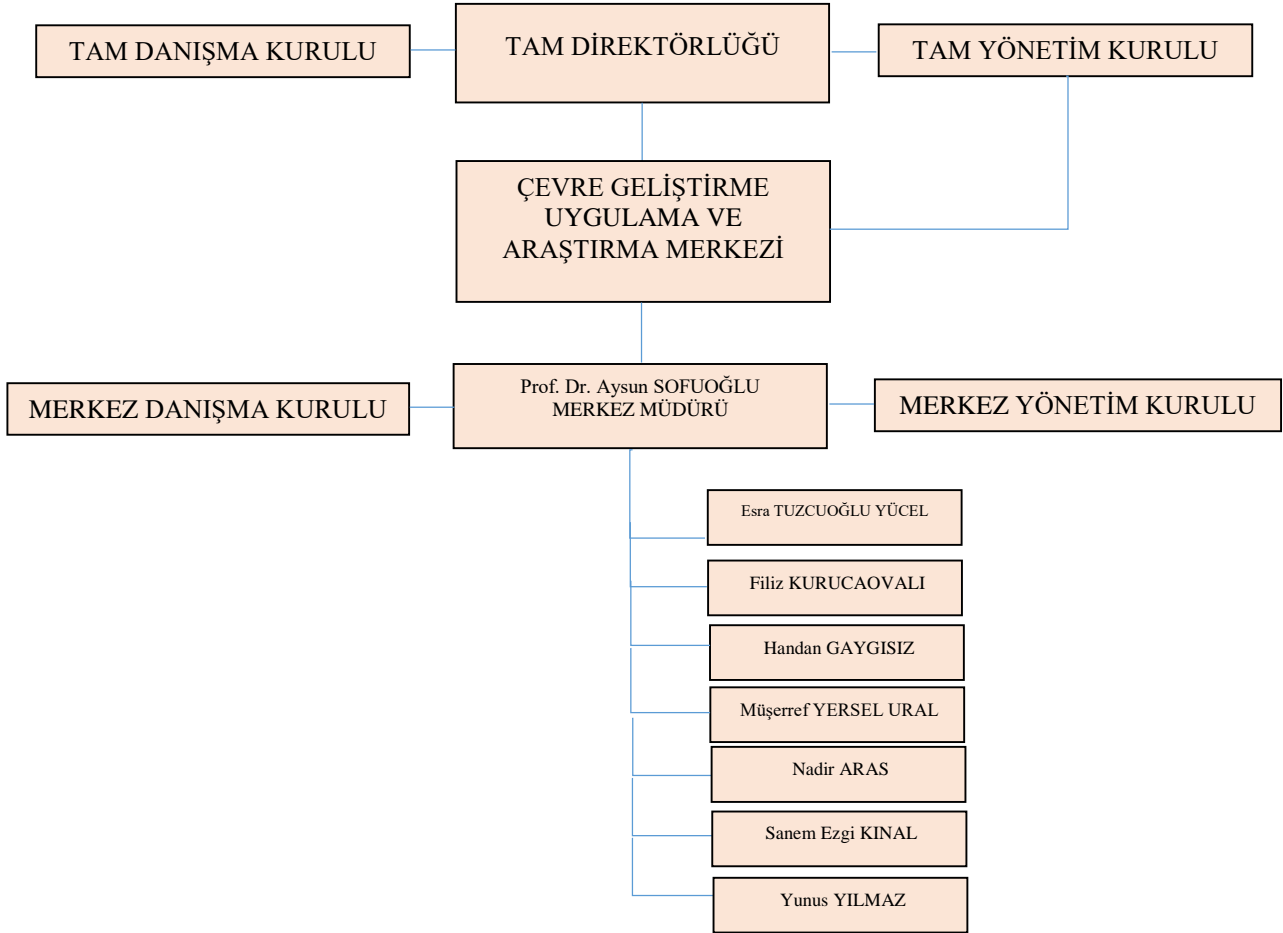 TAM DANIŞMA KURULU
TAM DİREKTÖRLÜĞÜ
TAM YÖNETİM KURULU
ÇEVRE GELİŞTİRME
UYGULAMA VE
ARAŞTIRMA MERKEZİ
MERKEZ DANIŞMA KURULU
Prof. Dr. Aysun SOFUOĞLU
MERKEZ MÜDÜRÜ
MERKEZ YÖNETİM KURULU
Esra TUZCUOĞLU YÜCEL
Filiz KURUCAOVALI
Handan GAYGISIZ
Müşerref YERSEL URAL
Nadir ARAS
Sanem Ezgi KINAL
Yunus YILMAZ